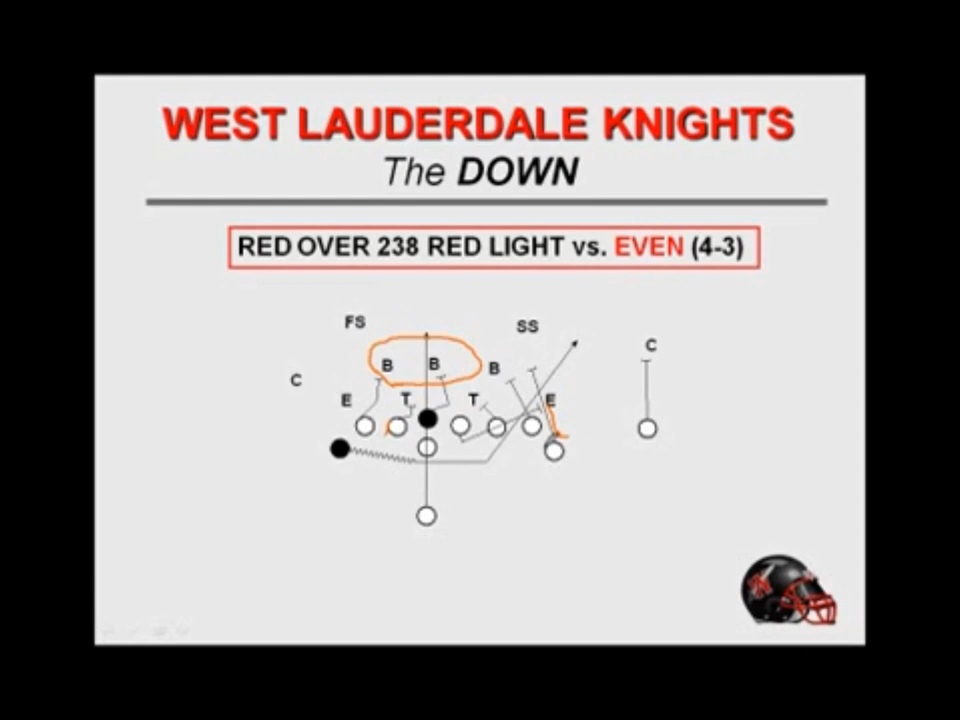 WEST LAUDERDALE KNIGHTS
The DOWN
RED OVER 238 RED LIGHT vs. EVEN (4-3)
FS SS
C
B B B
C
E T T E